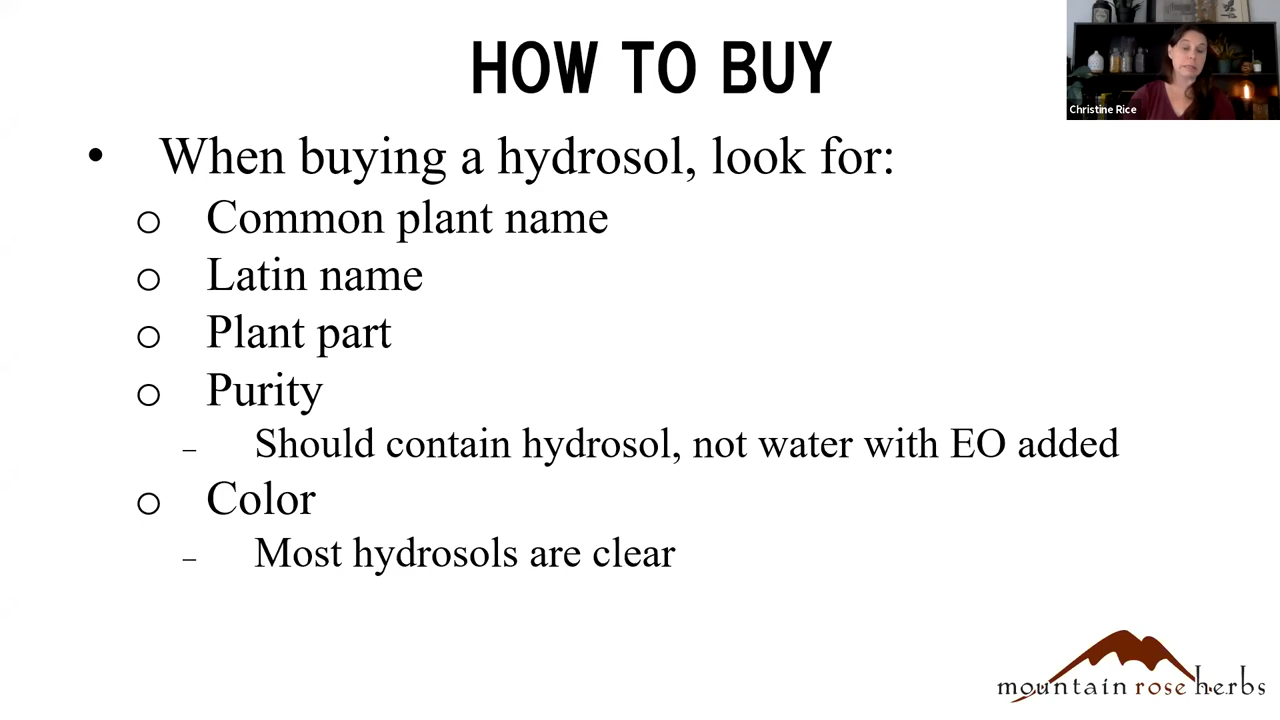 HOW TO BUY
Christine Rice
• When buying a hydrosol, look for:
o Common plant name
o Latin name
o Plant part
o Purity
– Should contain hydrosol, not water with EO added
o Color
– Most hydrosols are clear
mountain rose herbs